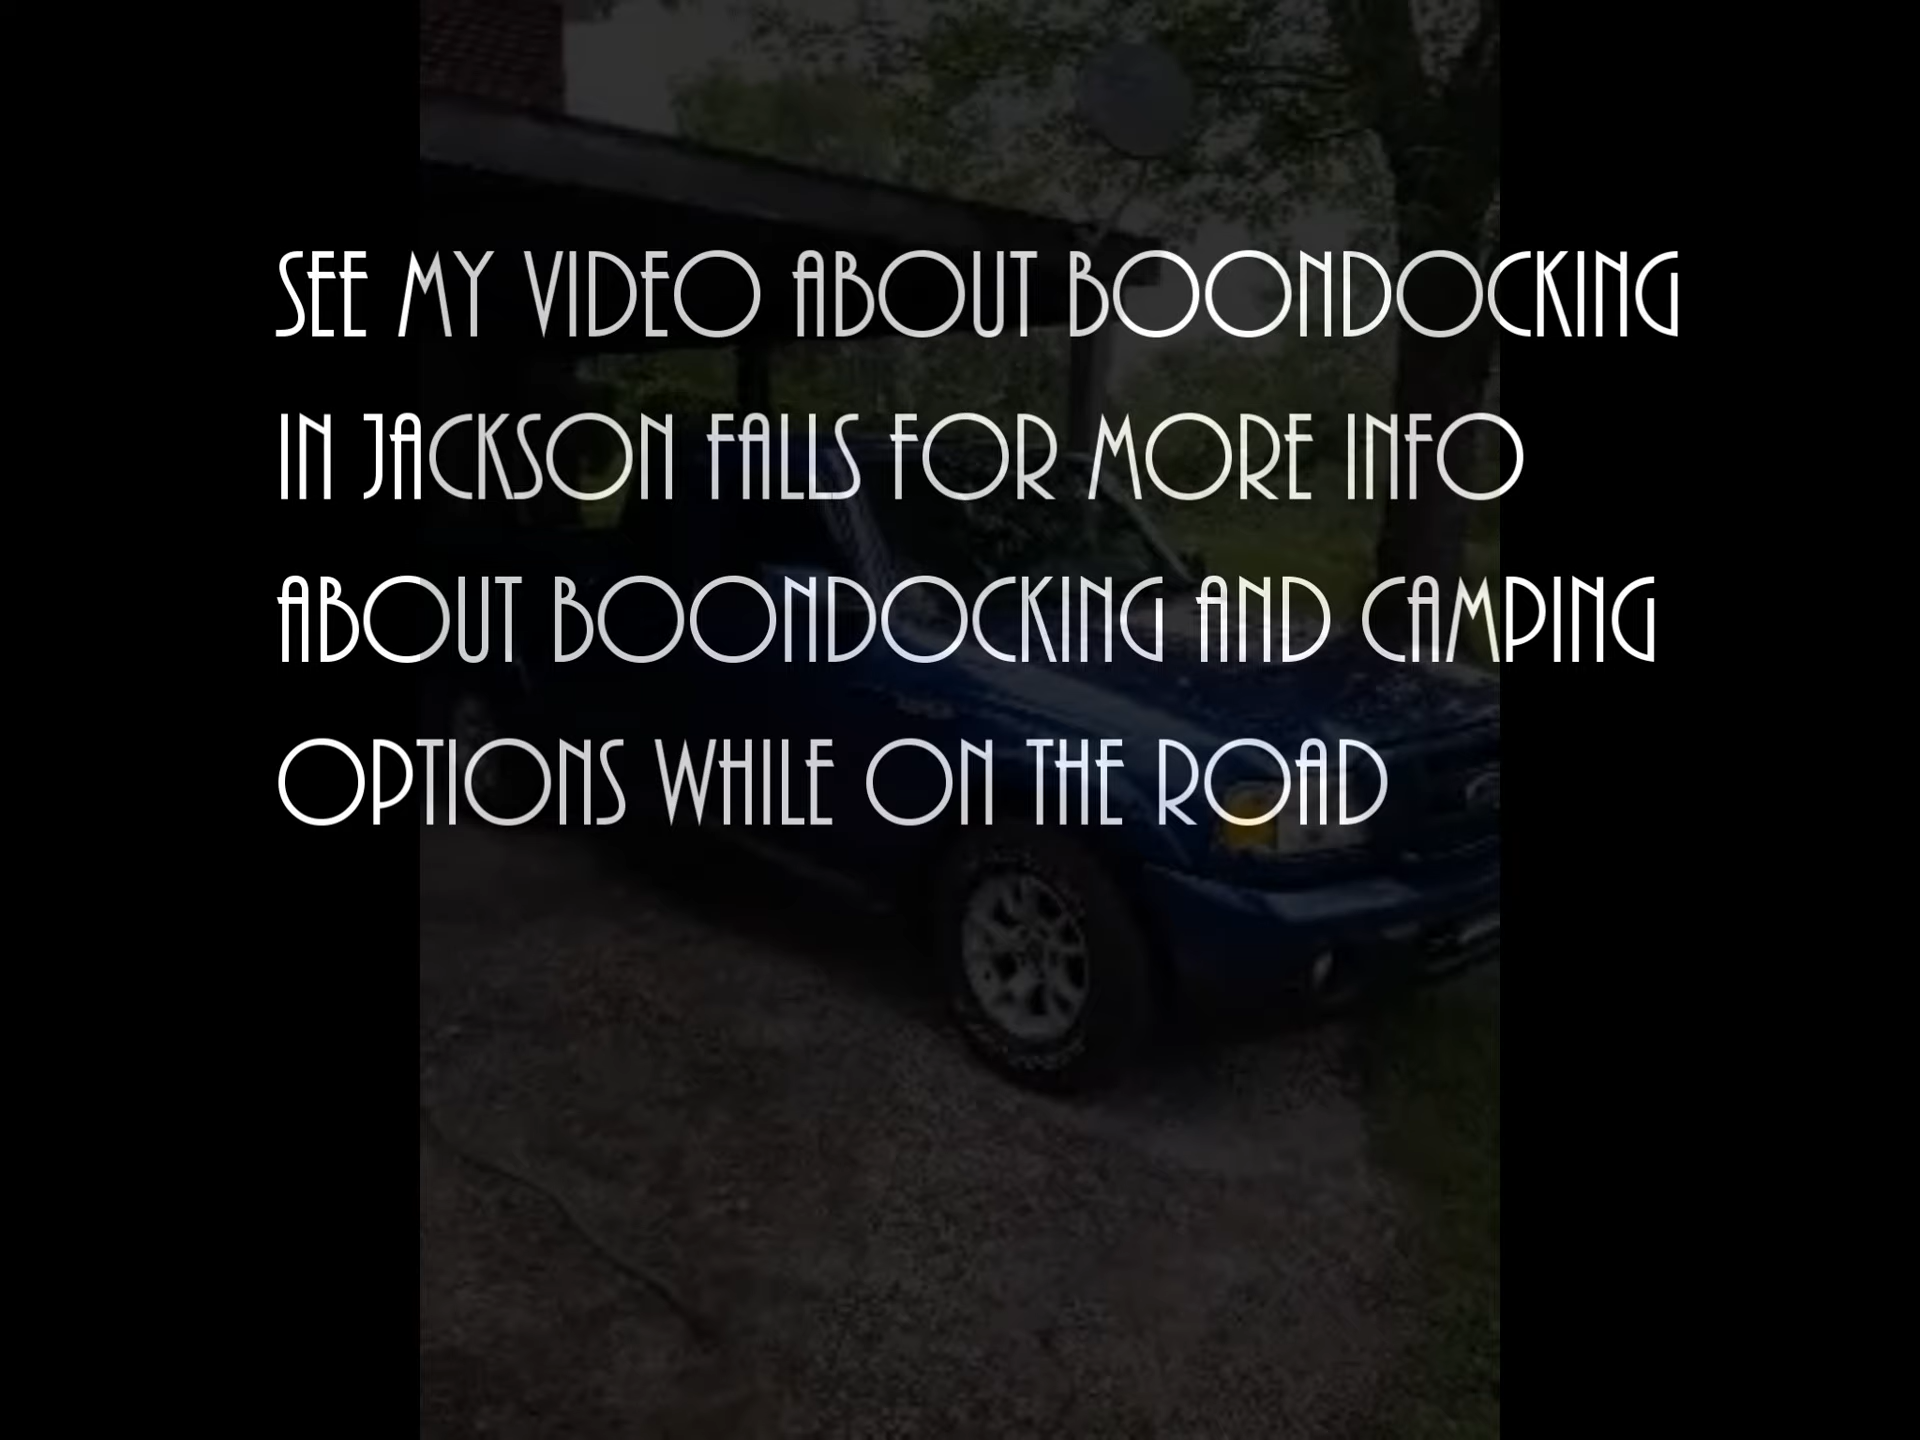 SEE MY VIDEO ABOUT BOONDOCKING
IN JACKSON FALLS FOR MORE INFO
ABOUT BOONDOCKING AND CAMPING
OPTIONS WHILE ON THE ROAD